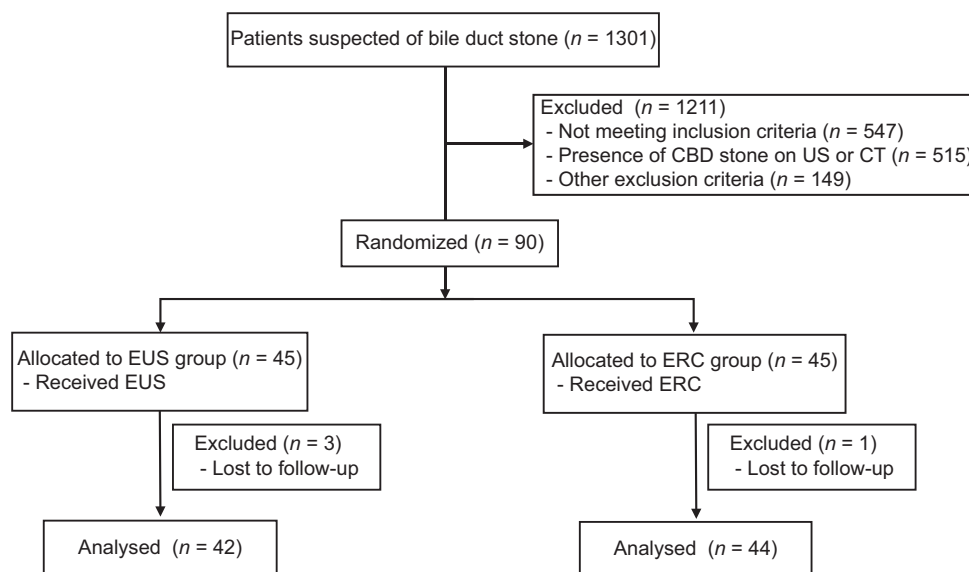 Patients suspected of bile duct stone (n = 1301)
Excluded (n = 1211)
- Not meeting inclusion criteria (n = 547)
- Presence of CBD stone on US or CT (n = 515)
- Other exclusion criteria (n = 149)
Randomized (n = 90)
Allocated to EUS group (n = 45)
- Received EUS
Allocated to ERC group (n = 45)
- Received ERC
Excluded (n = 3)
- Lost to follow-up
Excluded (n = 1)
- Lost to follow-up
Analysed (n = 42)
Analysed (n = 44)